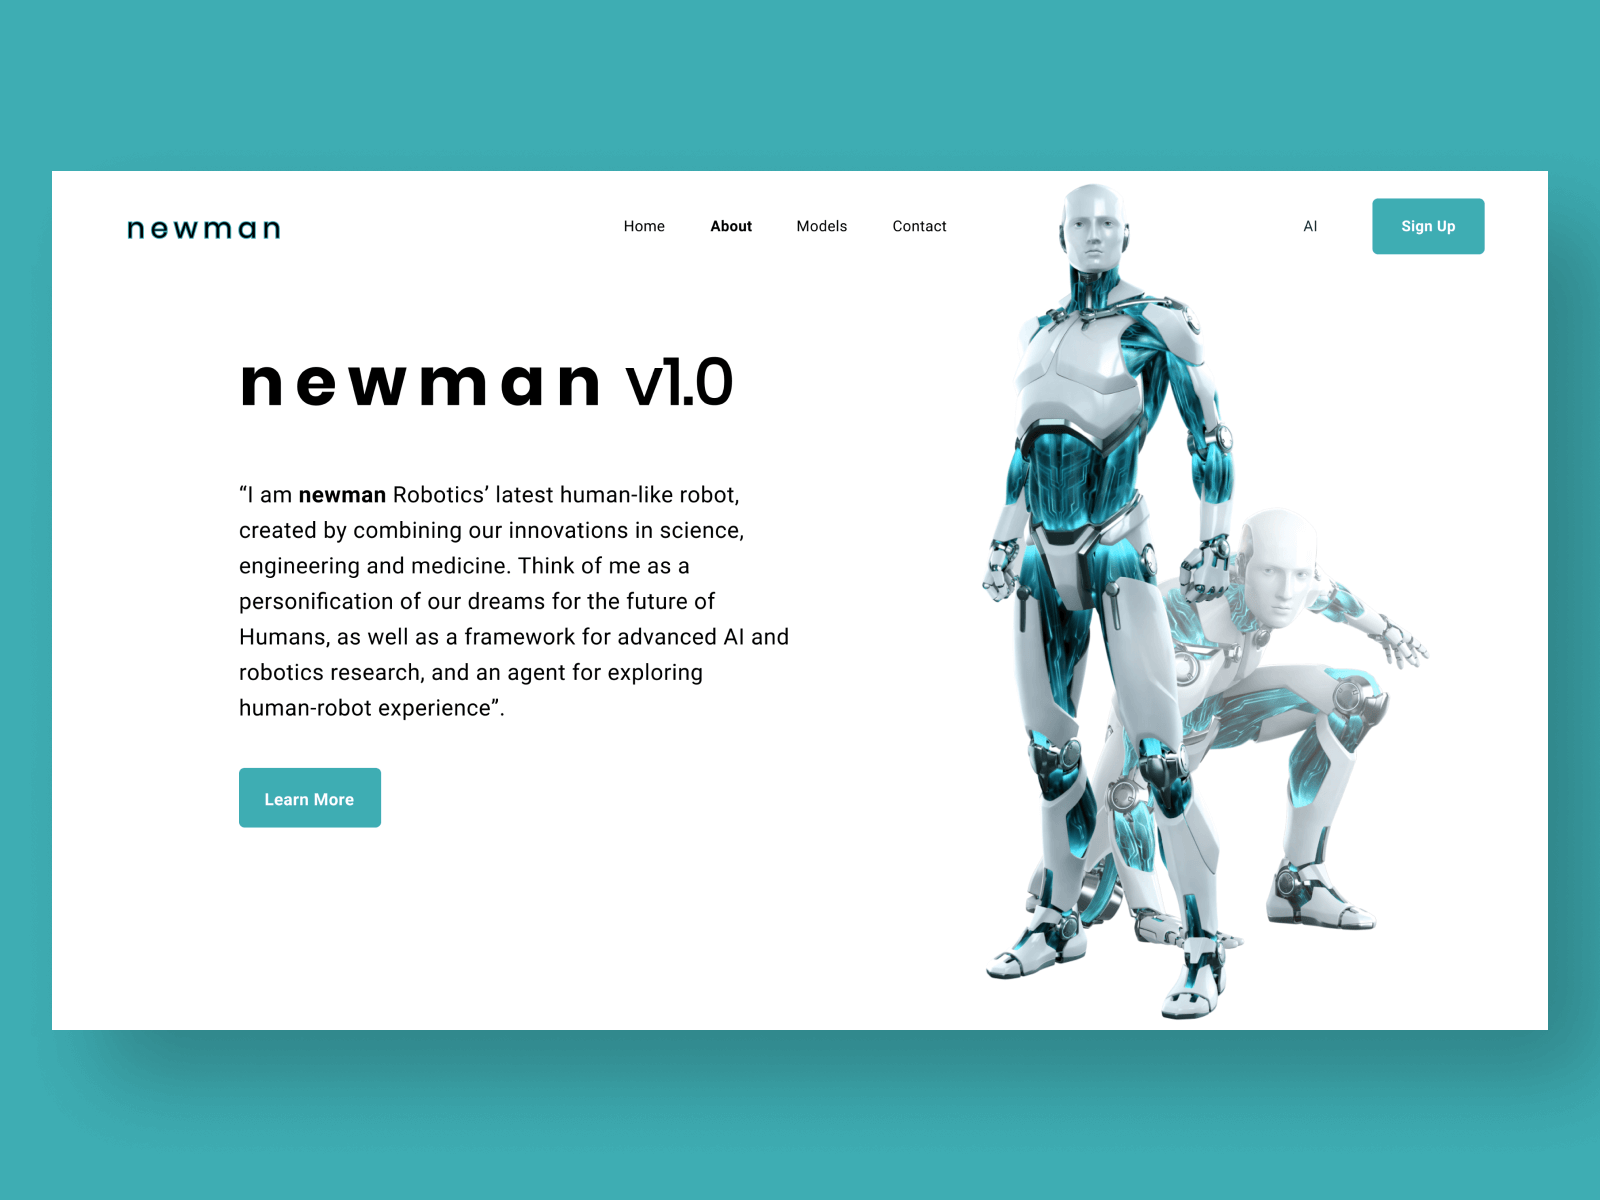 newman
Home About Models Contact
AI
Sign Up
newman v1.0
“I am newman Robotics’ latest human-like robot,
created by combining our innovations in science,
engineering and medicine. Think of me as a
personification of our dreams for the future of
Humans, as well as a framework for advanced AI and
robotics research, and an agent for exploring
human-robot experience”.
Learn More